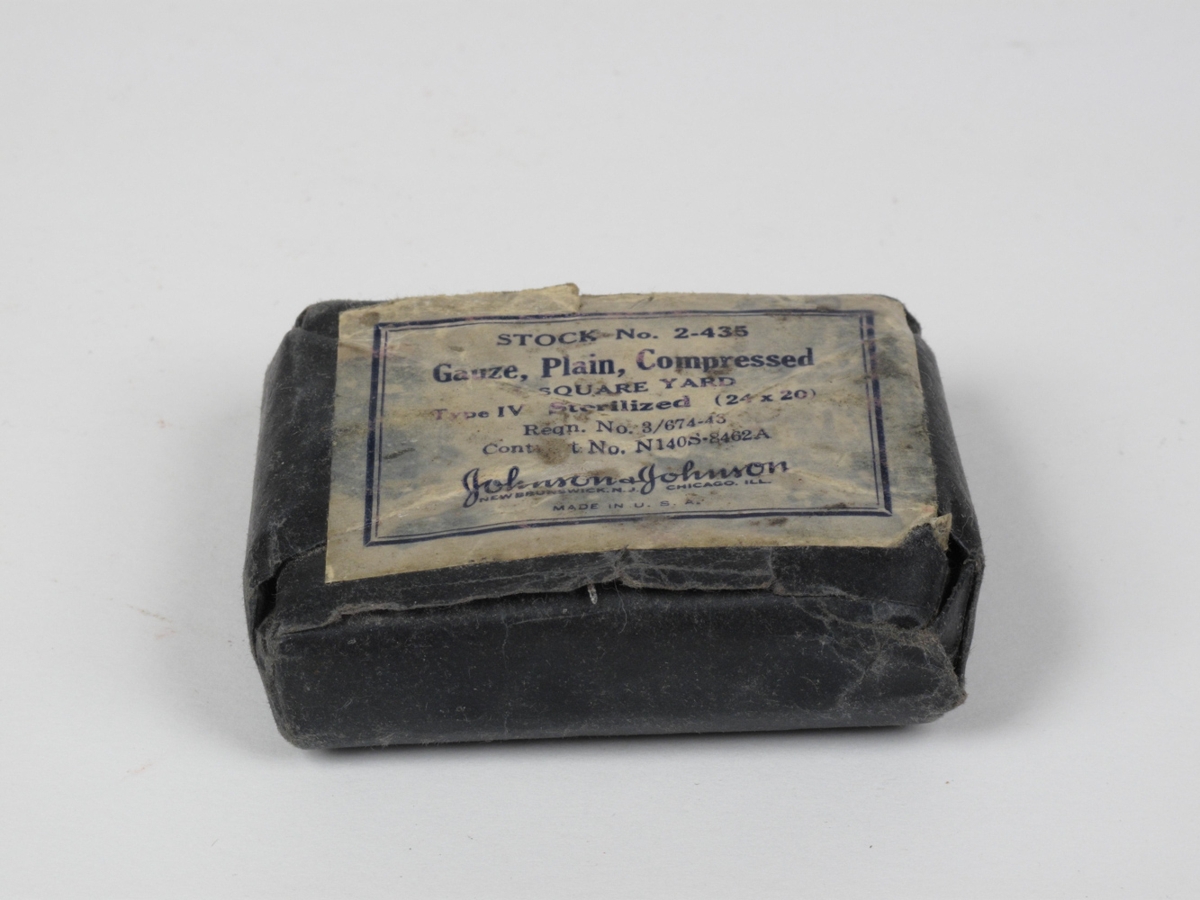 STOCK No. 2-435
Gauze, Plain, Compressed
SQUARE YARD
Type IV Sterilized (24 x 20)
Reqn. No. 3/674-43
No. N140S-8462A
Johnson & Johnson
NEW BRUNSWICK, N.J. CHICAGO, ILL.
MADE IN U. S. A.